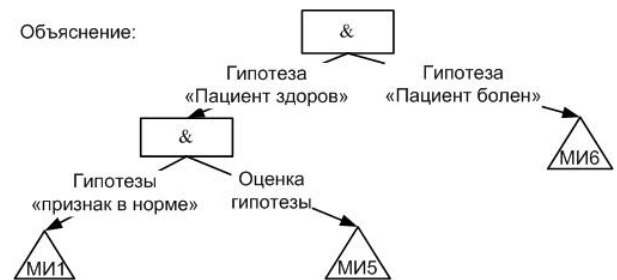 Объяснение:
&
Гипотеза
«Пациент здоров»
Гипотеза
«Пациент болен»
&
МИ6
Гипотезы
«признак в норме»
Оценка
гипотезы
МИ1
МИ5